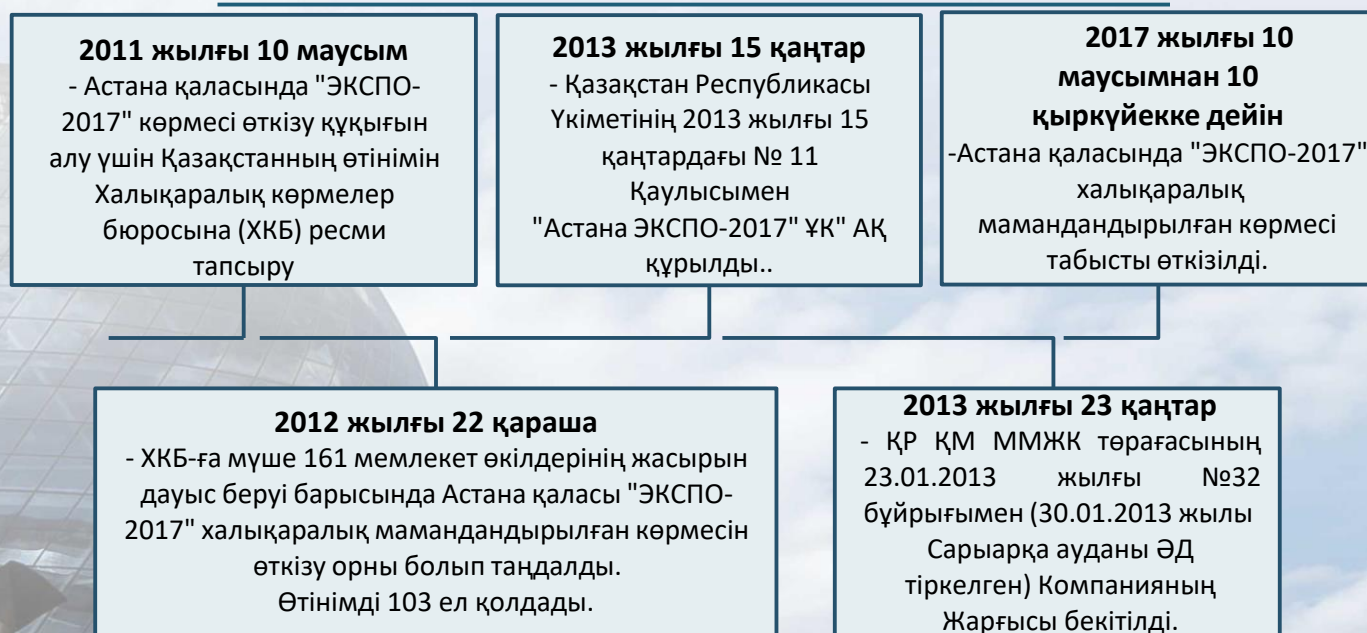 2011 жылғы 10 маусым
- Астана қаласында "ЭКСПО-
2017" көрмесі өткізу құқығын
алу үшін Қазақстанның өтінімін
Халықаралық көрмелер
бюросына (ХКБ) ресми
тапсыру
2013 жылғы 15 қаңтар
- Қазақстан Республикасы
Үкіметінің 2013 жылғы 15
қаңтардағы № 11
Қаулысымен
"Астана ЭКСПО-2017" ҰК" АҚ
құрылды..
2017 жылғы 10
маусымнан 10
қыркүйекке дейін
-Астана қаласында "ЭКСПО-2017"
халықаралық
мамандандырылған көрмесі
табысты өткізілді.
2012 жылғы 22 қараша
- ХКБ-ға мүше 161 мемлекет өкілдерінің жасырын
дауыс беруі барысында Астана қаласы "ЭКСПО-
2017" халықаралық мамандандырылған көрмесін
өткізу орны болып таңдалды.
Өтінімді 103 ел қолдады.
2013 жылғы 23 қаңтар
- ҚР ҚМ ММЖК төрағасының
23.01.2013 жылғы №32
бұйрығымен (30.01.2013 жылы
Сарыарқа ауданы ӘД
тіркелген) Компанияның
Жарғысы бекітілді.